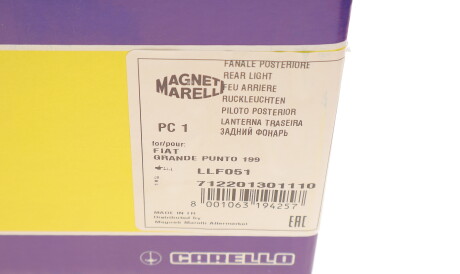 FANALE POSTERIORE
REAR LIGHT
FEU ARRIERE
RUCKLEUCHTEN
PILOTO POSTERIOR
LANTERNA TRASEIRA
ЗАДНИЙ ФОНАРЬ
MAGNETI
MARELLI
PC 1
for/pour:
FIAT
GRANDE PUNTO 199
LLF051
712201301110
8 001063 194257
MADE IN
Distributed by
Magneti Marelli Aftermarket
EAC
CARELLO